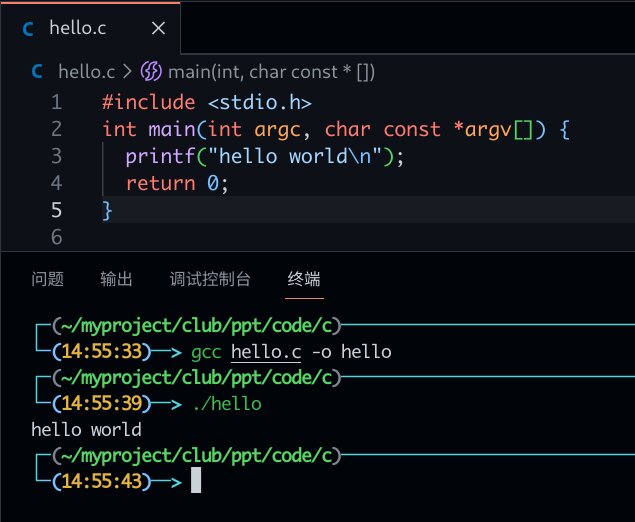 C hello.c ×
C hello.c > main(int, char const * [])
1 #include <stdio.h>
2 int main(int argc, char const *argv[]) {
3   printf("hello world\n");
4   return 0;
5 }
6
问题 输出 调试控制台 终端
┌─(~/myproject/club/ppt/code/c)─
└─(14:55:33)──> gcc hello.c -o hello
┌─(~/myproject/club/ppt/code/c)─
└─(14:55:39)──> ./hello
hello world
┌─(~/myproject/club/ppt/code/c)─
└─(14:55:43)──>